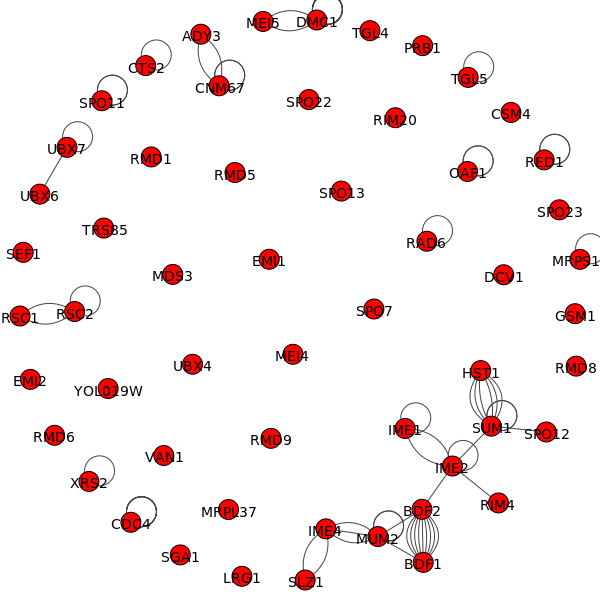 MEI5
DMC1
TGL4
ADY3
PRB1
CTS2
TGL5
CNM67
SPO11
SPO22
CSM4
RIM20
UBX7
RMD1
RED1
RMD5
OAF1
SPO13
UBX6
SPO23
TRS85
RAD6
SEF1
EMI1
MRPS1
MDS3
DCV1
SPO7
RSC2
GSM1
RSC1
MEI4
UBX4
RMD8
HST1
EMI2
YOL019W
SUM1
IME1
SPO12
RMD6
RMD9
VAN1
IME2
XRS2
RIM4
MRPL37
BDF2
CDC4
IME4
MUM2
SGA1
BDF1
LRG1
SLZ1